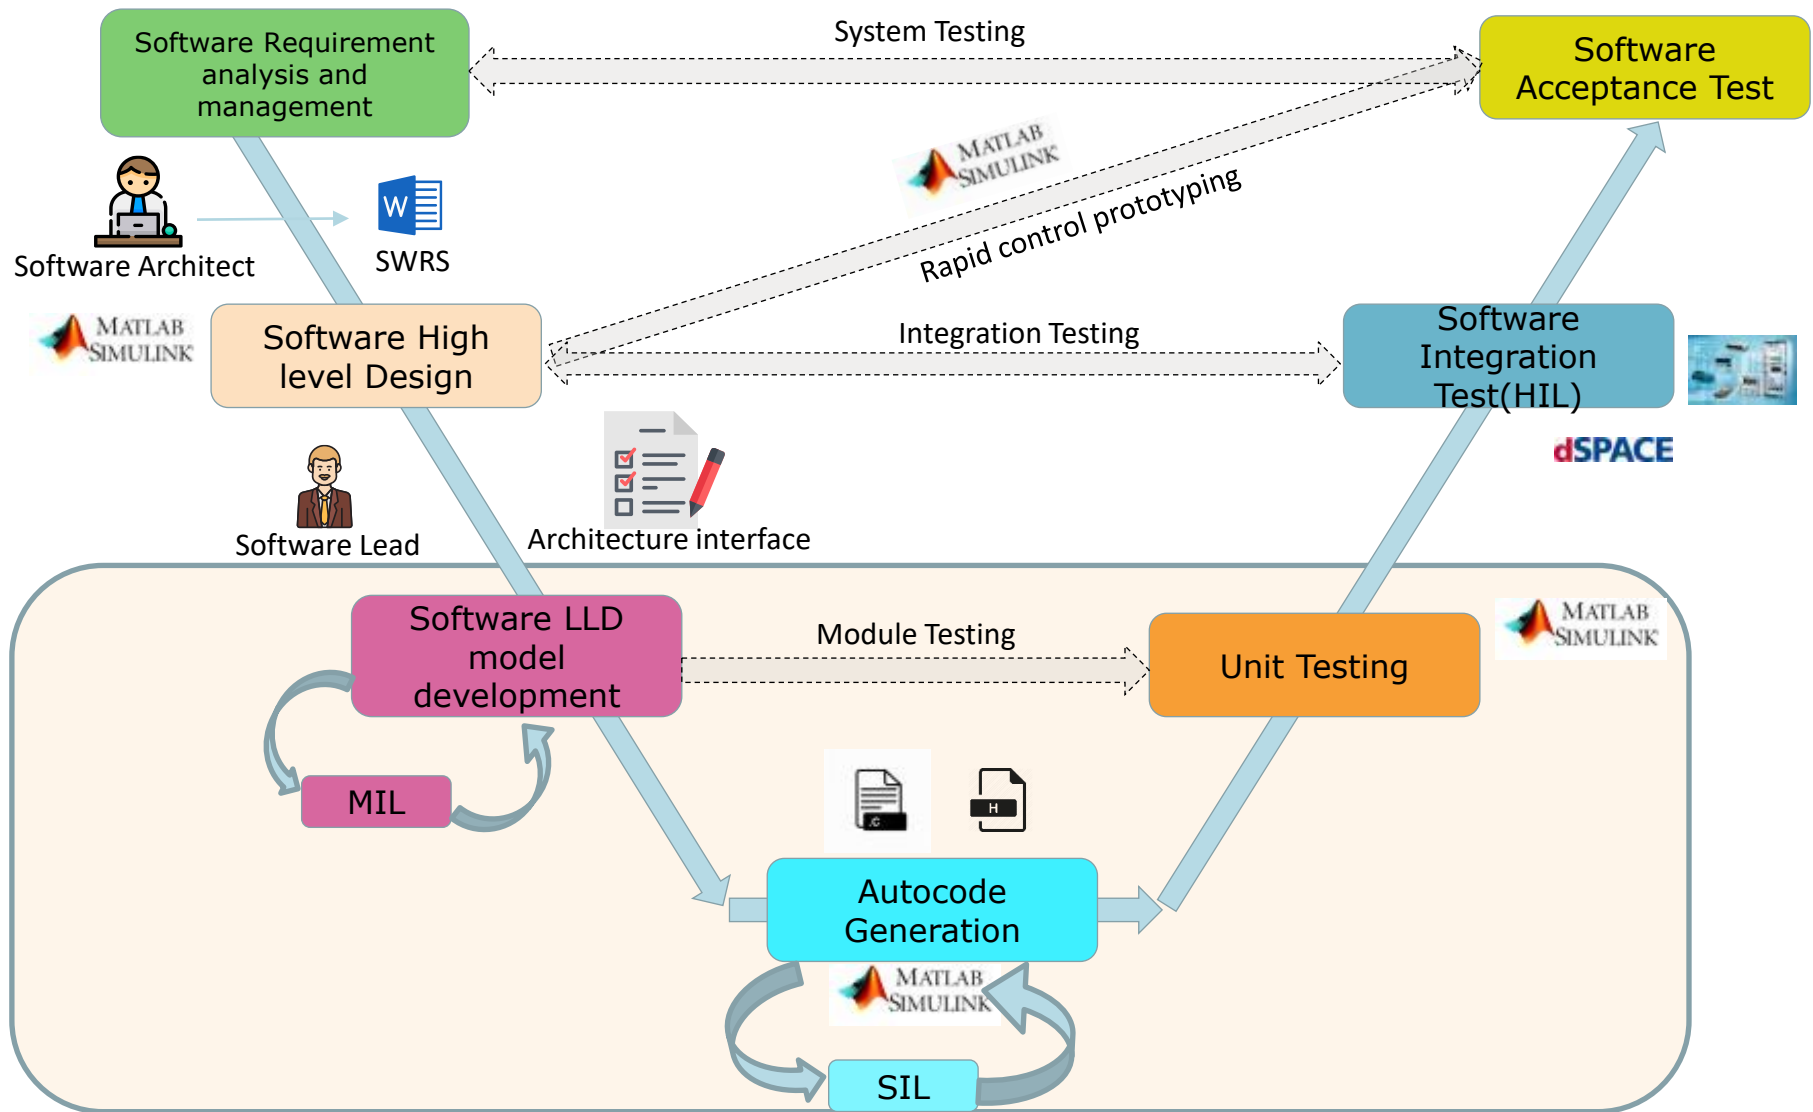 Software Requirement
analysis and
management
System Testing
Software
Acceptance Test
MATLAB
SIMULINK
Rapid control prototyping
W
Software Architect
SWRS
MATLAB
SIMULINK
Software High
level Design
Integration Testing
Software
Integration
Test(HIL)
dSPACE
Software Lead
Architecture interface
Software LLD
model
development
Module Testing
Unit Testing
MATLAB
SIMULINK
MIL
.C
H
Autocode
Generation
MATLAB
SIMULINK
SIL